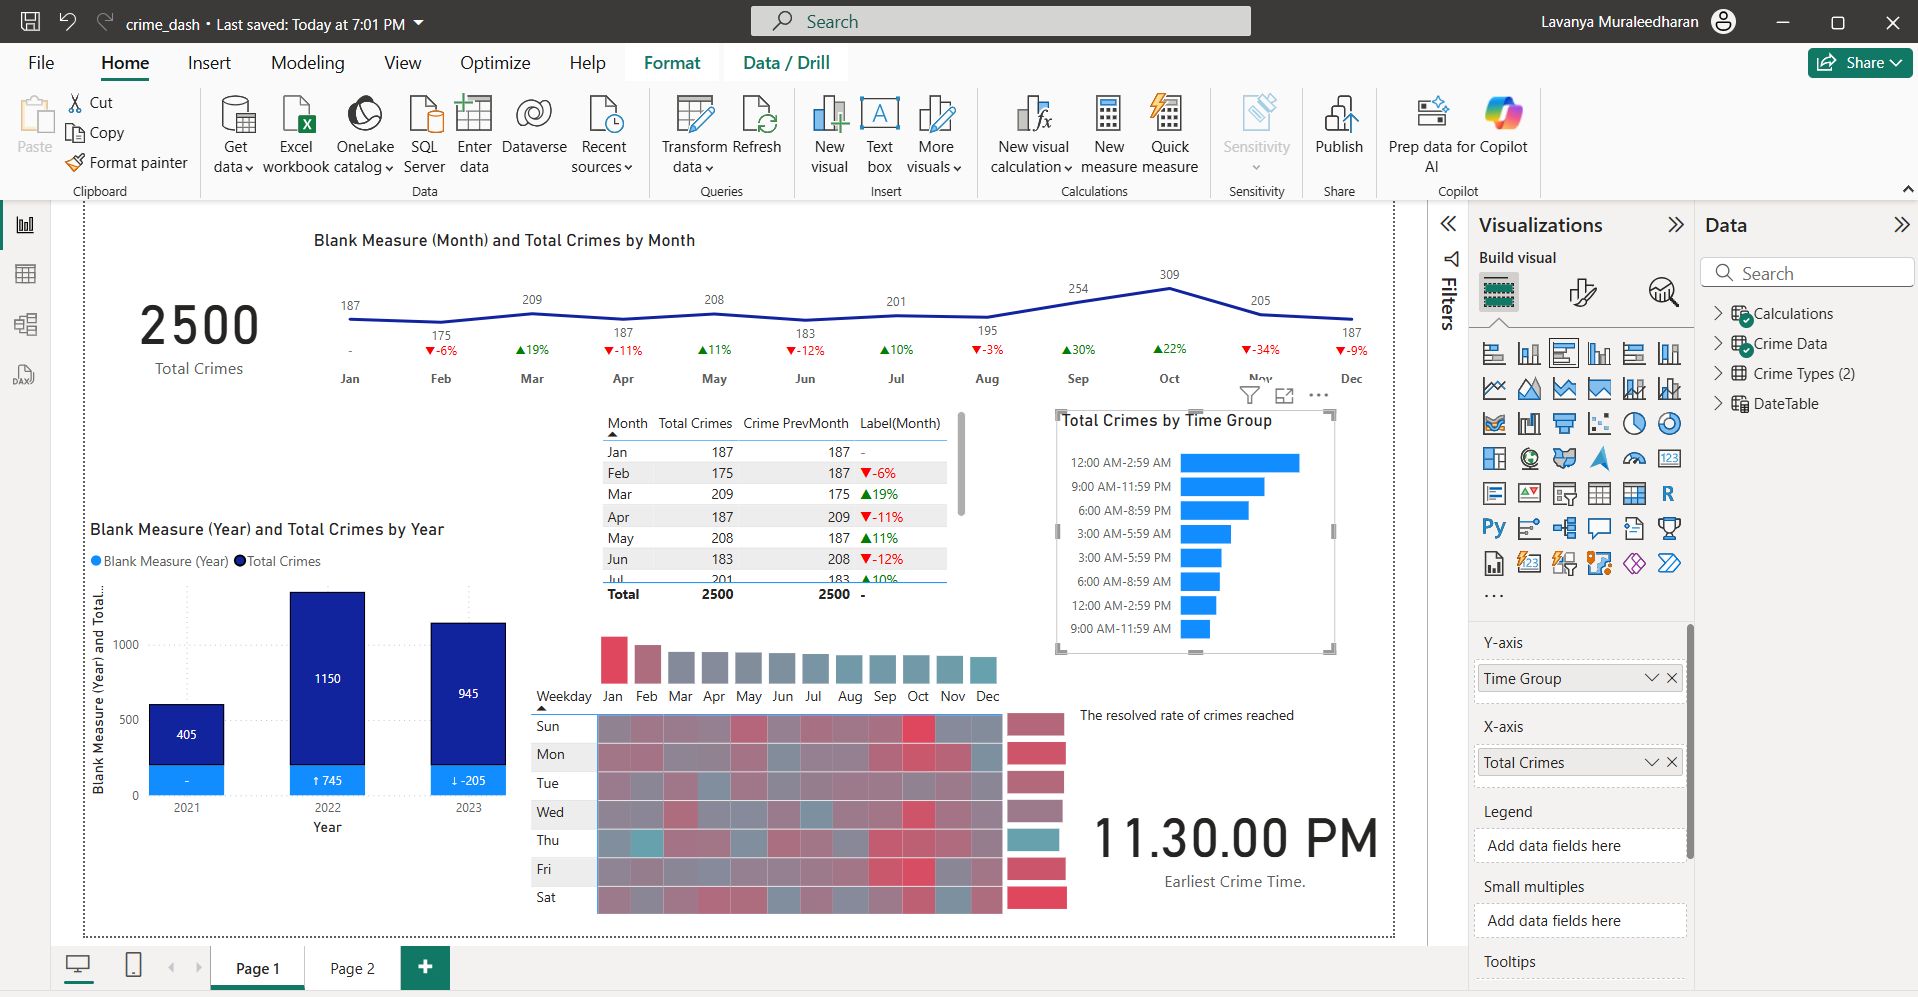 crime_dash • Last saved: Today at 7:01 PM
Search
Lavanya Muraleedharan
File Home Insert Modeling View Optimize Help Format Data / Drill
Share
Paste
Cut
Copy
Format painter
Clipboard
Get data
Excel workbook
OneLake catalog
SQL Server
Enter data
Dataverse
Recent sources
Data
Transform data
Refresh
Queries
New visual
Text box
More visuals
Insert
New visual calculation
New measure
Quick measure
Calculations
Sensitivity
Sensitivity
Publish
Share
Prep data for AI
Copilot
Copilot
Blank Measure (Month) and Total Crimes by Month
2500
Total Crimes
187 175 209 187 208 183 201 195 254 309 205 187
- ▼-6% ▲19% ▼-11% ▲11% ▼-12% ▲10% ▼-3% ▲30% ▲22% ▼-34% ▼-9%
Jan Feb Mar Apr May Jun Jul Aug Sep Oct Nov Dec
Month Total Crimes Crime PrevMonth Label(Month)
Jan 187 187 -
Feb 175 187 ▼-6%
Mar 209 175 ▲19%
Apr 187 209 ▼-11%
May 208 187 ▲11%
Jun 183 208 ▼-12%
Jul 201 183 ▲10%
Total 2500 2500 -
Total Crimes by Time Group
12:00 AM-2:59 AM
9:00 AM-11:59 PM
6:00 AM-8:59 PM
3:00 AM-5:59 AM
3:00 AM-5:59 PM
6:00 AM-8:59 AM
12:00 AM-2:59 PM
9:00 AM-11:59 AM
Blank Measure (Year) and Total Crimes by Year
Blank Measure (Year) Total Crimes
Blank Measure (Year) and Total...
1000
500
0
405 1150 945
- ↑ 745 ↓ -205
2021 2022 2023
Year
Weekday Jan Feb Mar Apr May Jun Jul Aug Sep Oct Nov Dec
Sun
Mon
Tue
Wed
Thu
Fri
Sat
The resolved rate of crimes reached
11.30.00 PM
Earliest Crime Time.
Page 1
Page 2
+
Filters
Visualizations
Build visual
123
R
Py
123
...
Y-axis
Time Group
X-axis
Total Crimes
Legend
Add data fields here
Small multiples
Add data fields here
Tooltips
Data
Search
Calculations
Crime Data
Crime Types (2)
DateTable
DAX